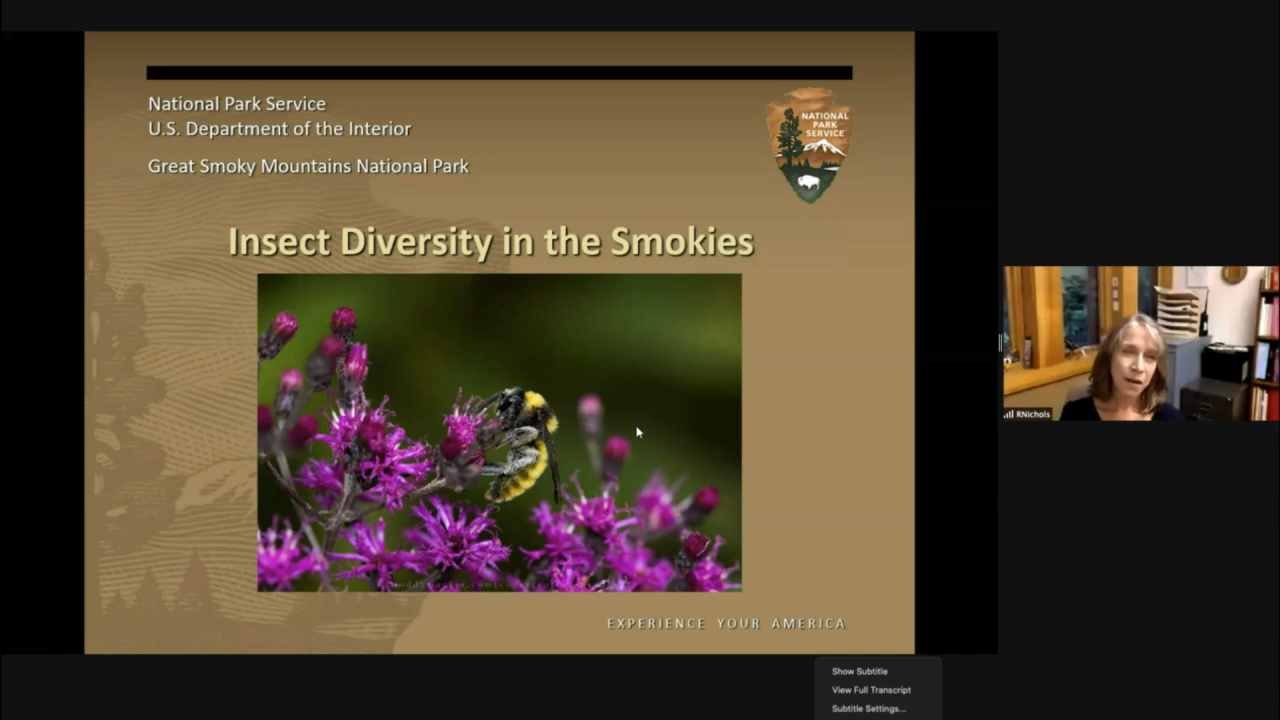 National Park Service
U.S. Department of the Interior
Great Smoky Mountains National Park
NATIONAL
PARK
SERVICE
Insect Diversity in the Smokies
EXPERIENCE YOUR AMERICA
RNichols
Show Subtitle
View Full Transcript
Subtitle Settings...